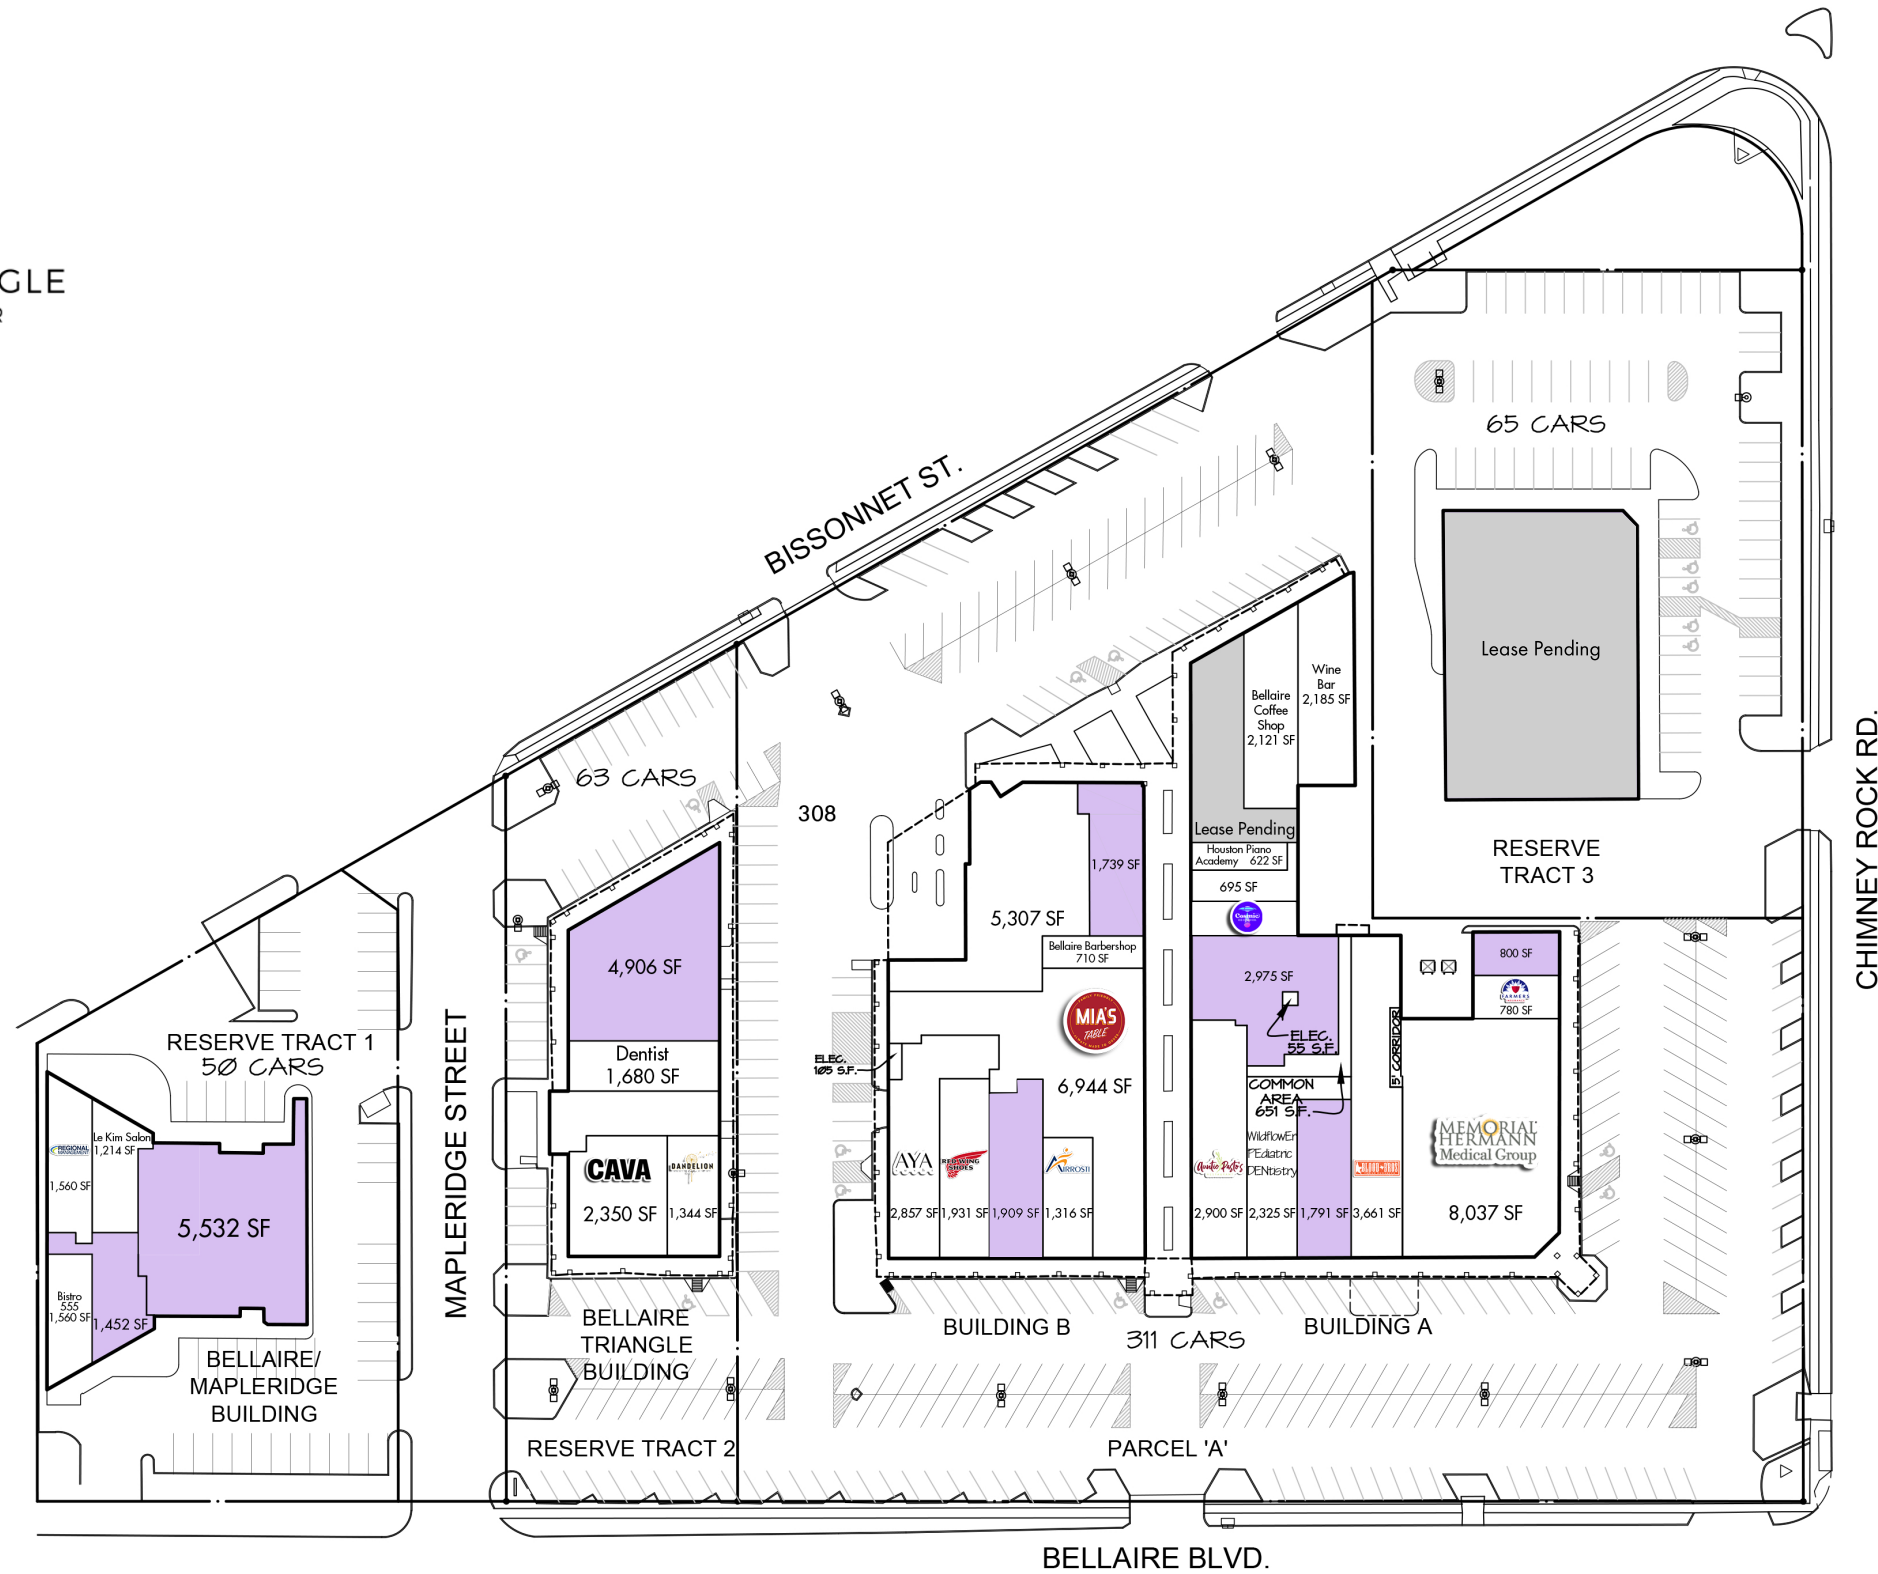 GLE
R
BISSONNET ST.
65 CARS
Lease Pending
RESERVE
TRACT 3
CHIMNEY ROCK RD.
Wine
Bar
2,185 SF
Bellaire
Coffee
Shop
2,121 SF
Lease Pending
Houston Piano
Academy 622 SF
695 SF
Cosmic
2,975 SF
ELEC.
55 S.F.
COMMON
AREA
651 S.F.
5' CORRIDOR
800 SF
FARMERS
780 SF
MEMORIAL
HERMANN
Medical Group
8,037 SF
Auntie Pasto's
2,900 SF
WildflowEr
PEdiatric
DENtistry
2,325 SF
1,791 SF
3,661 SF
BUILDING A
63 CARS
308
1,739 SF
5,307 SF
Bellaire Barbershop
710 SF
MIA'S
TABLE
6,944 SF
ELEC.
105 S.F.
AYA
2,857 SF
RED WING
SHOES
1,931 SF
1,909 SF
AIRROSTI
1,316 SF
BUILDING B
311 CARS
4,906 SF
Dentist
1,680 SF
CAVA
2,350 SF
DANDELION
1,344 SF
BELLAIRE
TRIANGLE
BUILDING
RESERVE TRACT 2
PARCEL 'A'
MAPLERIDGE STREET
RESERVE TRACT 1
50 CARS
Le Kim Salon
1,214 SF
REGIONAL
MANAGEMENT
1,560 SF
5,532 SF
Bistro
555
1,560 SF
1,452 SF
BELLAIRE/
MAPLERIDGE
BUILDING
BELLAIRE BLVD.